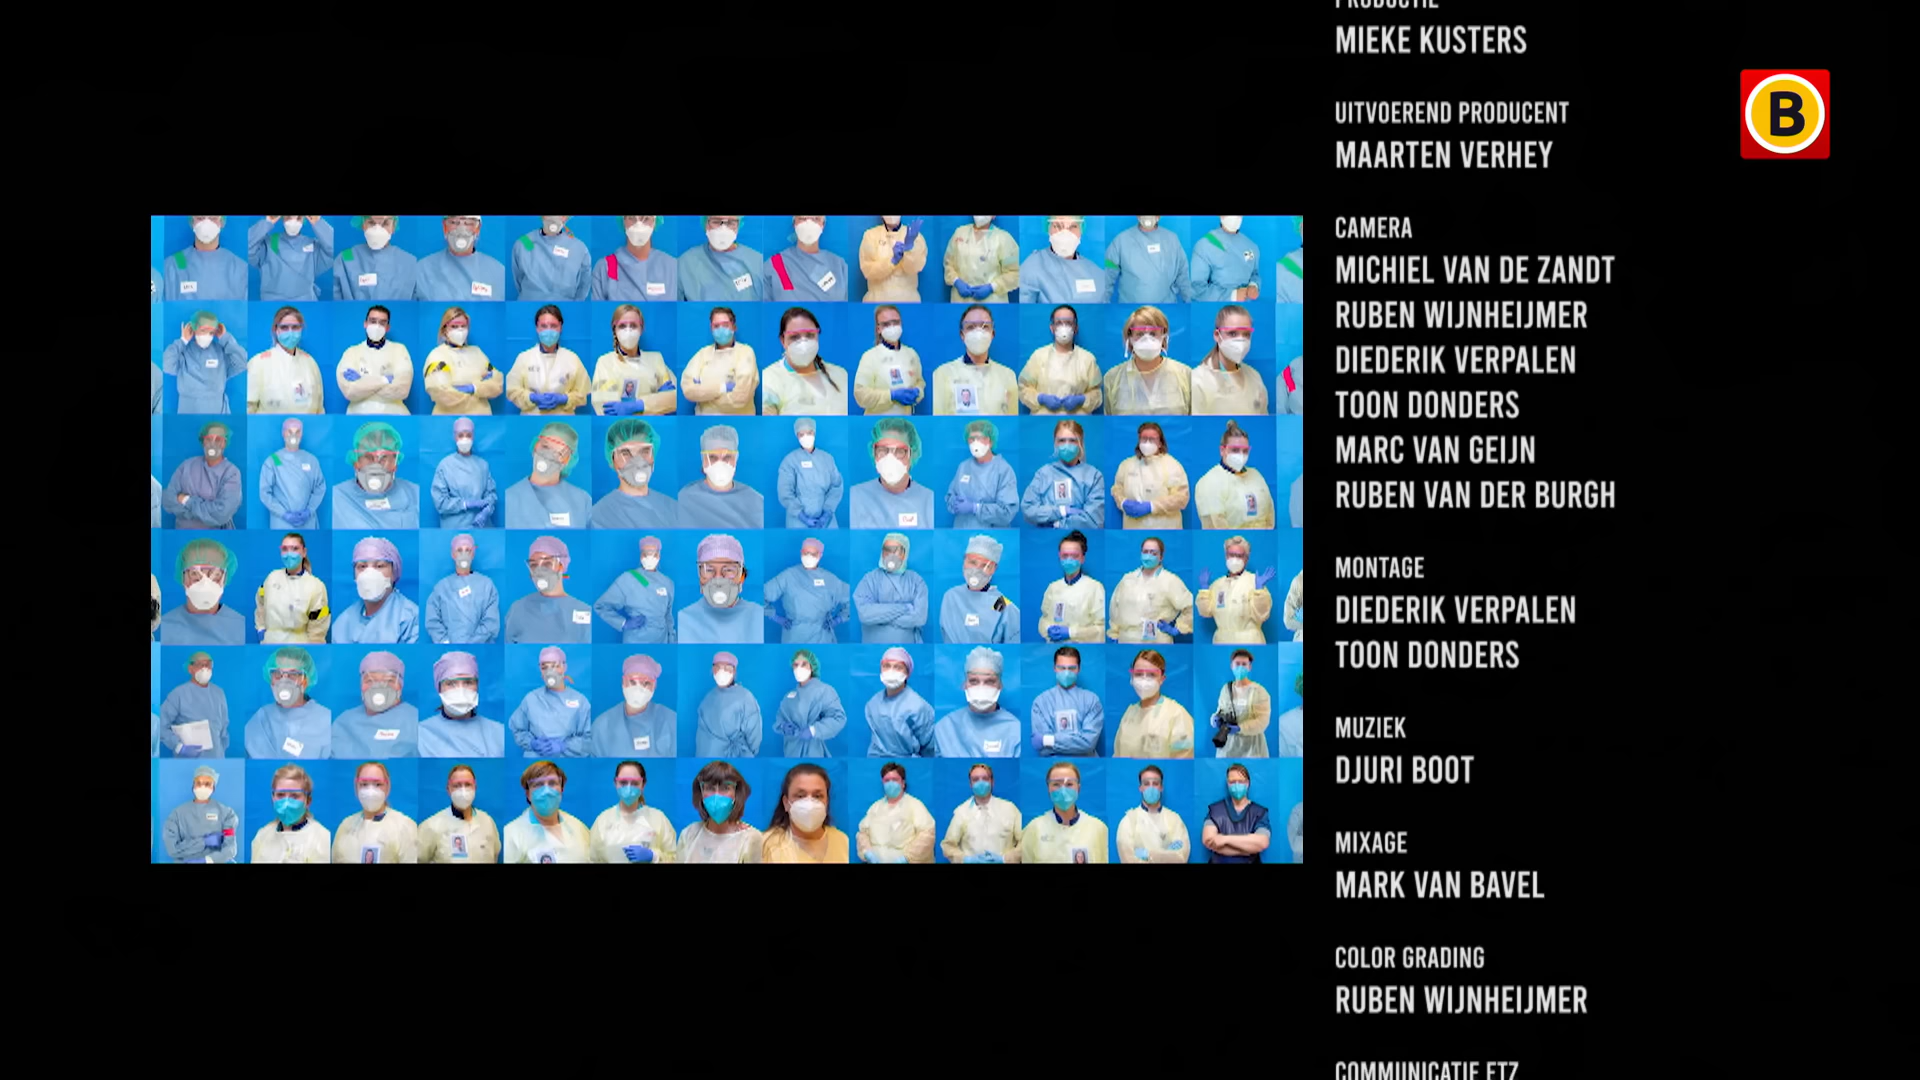 PRODUCTIE
MIEKE KUSTERS
UITVOEREND PRODUCENT
MAARTEN VERHEY
B
CAMERA
MICHIEL VAN DE ZANDT
RUBEN WIJNHEIJMER
DIEDERIK VERPALEN
TOON DONDERS
MARC VAN GEIJN
RUBEN VAN DER BURGH
MONTAGE
DIEDERIK VERPALEN
TOON DONDERS
MUZIEK
DJURI BOOT
MIXAGE
MARK VAN BAVEL
COLOR GRADING
RUBEN WIJNHEIJMER
COMMUNICATIE ETZ